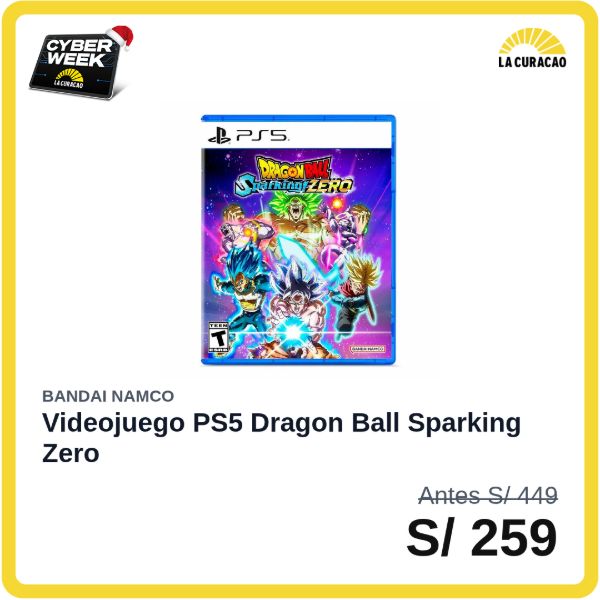 CYBER
WEEK
LA CURACAO
LA CURACAO
PS5
DRAGON BALL
Sparking! ZERO
TEEN
T
ESRB
BANDAI NAMCO
BANDAI NAMCO
Videojuego PS5 Dragon Ball Sparking
Zero
Antes S/ 449
S/ 259